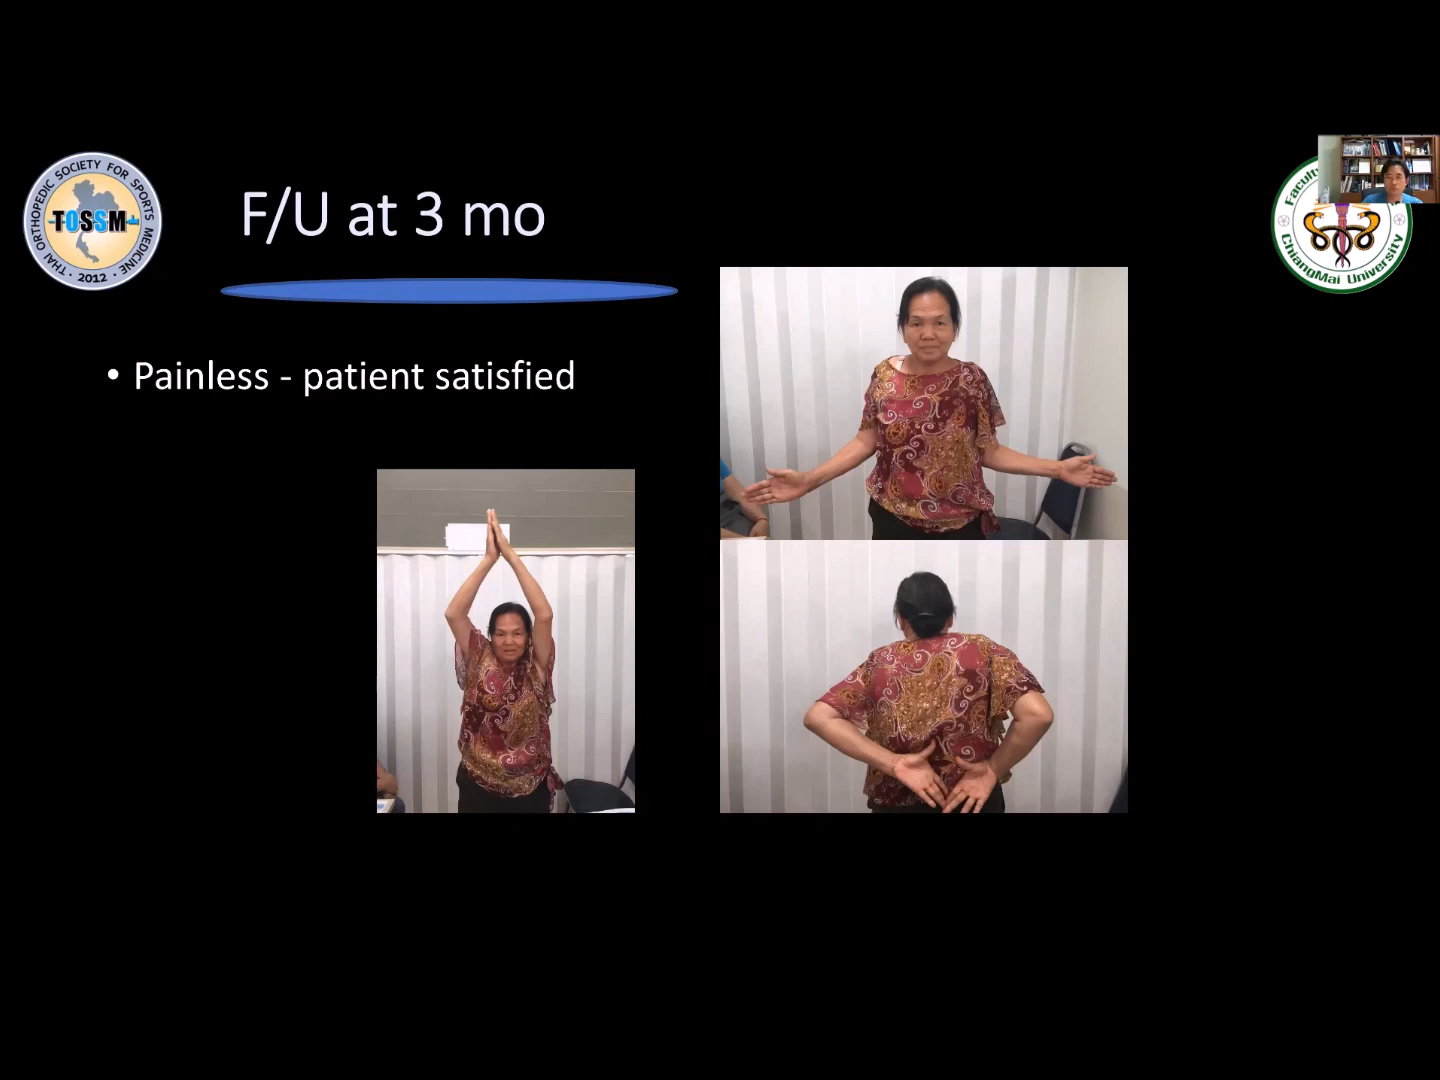 THAI ORTHOPEDIC SOCIETY FOR SPORTS MEDICINE
TOSSM
2012
F/U at 3 mo
Faculty
ChiangMai University
• Painless - patient satisfied